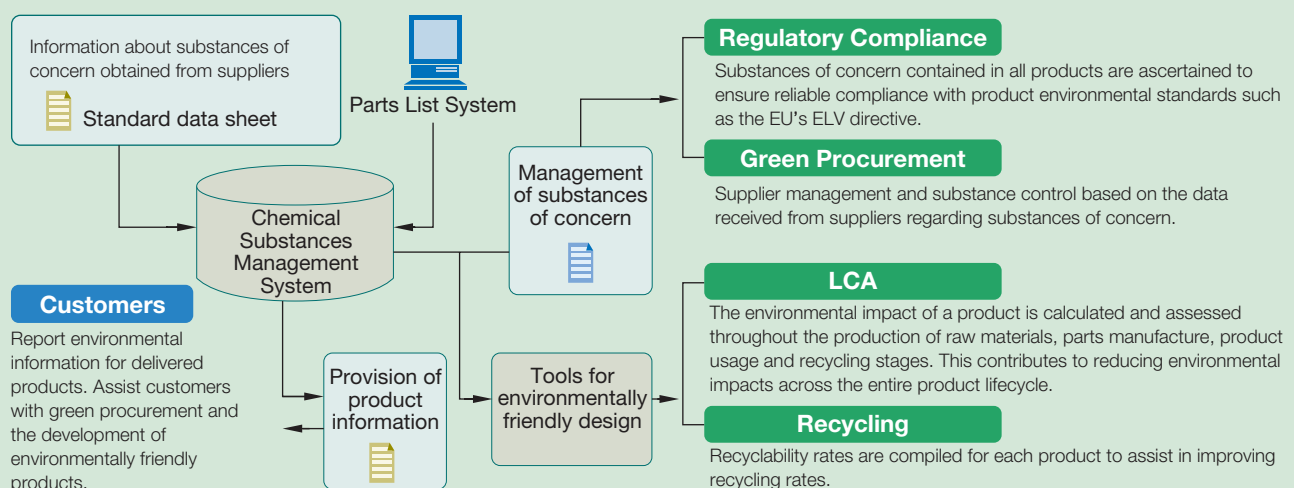 Information about substances of
concern obtained from suppliers
Standard data sheet
Parts List System
Chemical
Substances
Management
System
Management
of substances
of concern
Regulatory Compliance
Substances of concern contained in all products are ascertained to
ensure reliable compliance with product environmental standards such
as the EU's ELV directive.
Green Procurement
Supplier management and substance control based on the data
received from suppliers regarding substances of concern.
Customers
Report environmental
information for delivered
products. Assist customers
with green procurement and
the development of
environmentally friendly
products.
Provision of
product
information
Tools for
environmentally
friendly design
LCA
The environmental impact of a product is calculated and assessed
throughout the production of raw materials, parts manufacture, product
usage and recycling stages. This contributes to reducing environmental
impacts across the entire product lifecycle.
Recycling
Recyclability rates are compiled for each product to assist in improving
recycling rates.